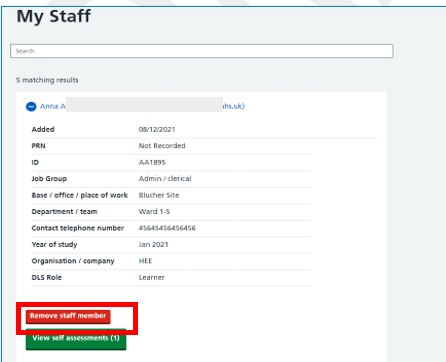 My Staff
Search
5 matching results
Anna A hs.uk)
Added 08/12/2021
PRN Not Recorded
ID AA1895
Job Group Admin / clerical
Base / office / place of work Blucher Site
Department / team Ward 1-5
Contact telephone number 45645456456456
Year of study Jan 2021
Organisation / company HEE
DLS Role Learner
Remove staff member
View self assessments (1)